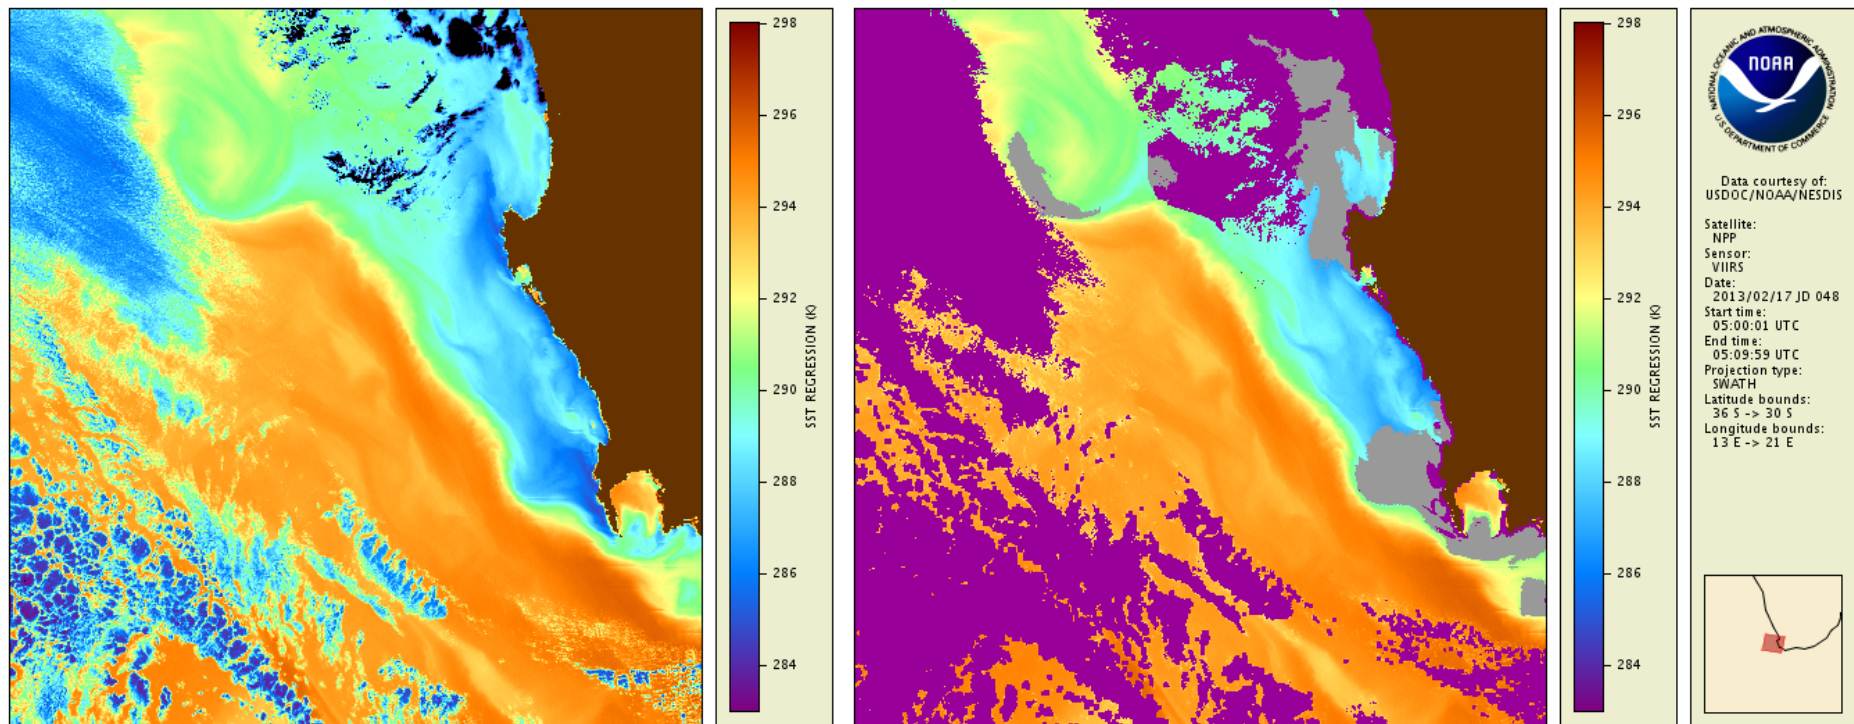 298
296
294
292
290
288
286
284
SST REGRESSION (K)
298
296
294
292
290
288
286
284
SST REGRESSION (K)
NATIONAL OCEANIC AND ATMOSPHERIC ADMINISTRATION
NOAA
U.S. DEPARTMENT OF COMMERCE
Data courtesy of:
USDOC/NOAA/NESDIS
Satellite:
NPP
Sensor:
VIIRS
Date:
2013/02/17 JD 048
Start time:
05:00:01 UTC
End time:
05:09:59 UTC
Projection type:
SWATH
Latitude bounds:
36 S -> 30 S
Longitude bounds:
13 E -> 21 E